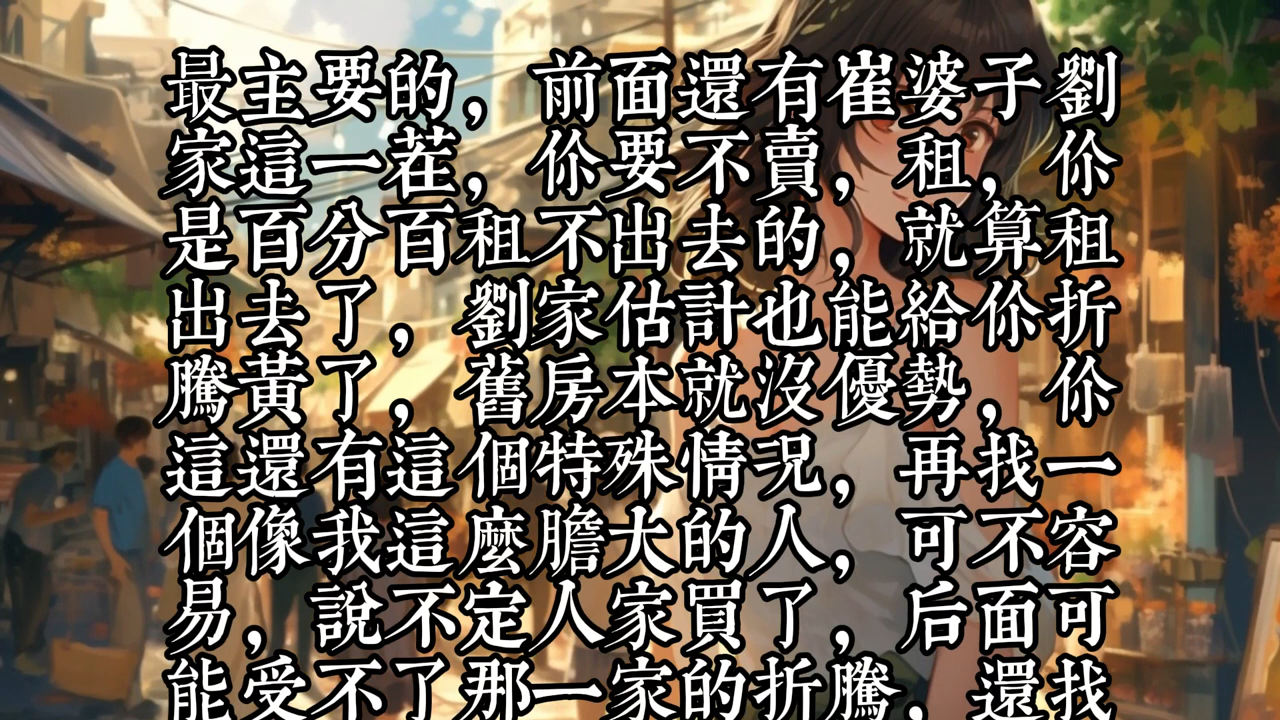 最主要的，前面還有崔婆子劉
家這一茬，你要不賣，租，你
是百分百租不出去的，就算租
出去了，劉家估計也能給你折
騰黃了，舊房本就沒優勢，你
這還有這個特殊情況，再找一
個像我這麼膽大的人，可不容
易，說不定人家買了，后面可
能受不了那一家的折騰，還找